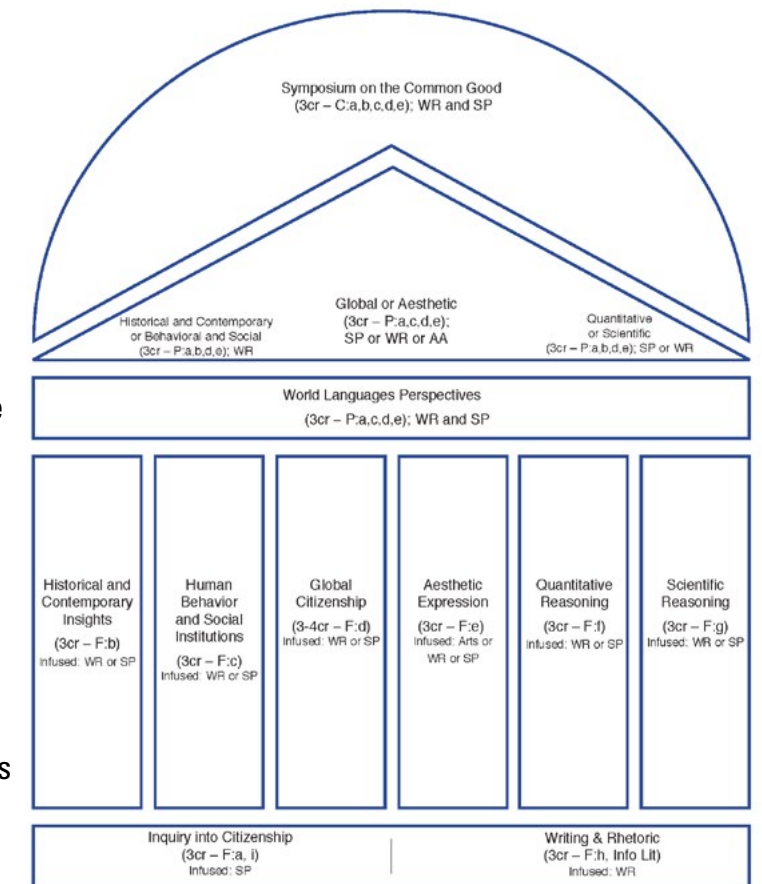 Symposium on the Common Good
(3cr – C:a,b,c,d,e); WR and SP
Historical and Contemporary
or Behavioral and Social
(3cr – P:a,b,d,e); WR
Global or Aesthetic
(3cr – P:a,c,d,e);
SP or WR or AA
Quantitative
or Scientific
(3cr – P:a,b,d,e); SP or WR
World Languages Perspectives
(3cr – P:a,c,d,e); WR and SP
Historical and
Contemporary
Insights
(3cr – F:b)
Infused: WR or SP
Human
Behavior
and Social
Institutions
(3cr – F:c)
Infused: WR or SP
Global
Citizenship
(3-4cr – F:d)
Infused: WR or SP
Aesthetic
Expression
(3cr – F:e)
Infused: Arts or
WR or SP
Quantitative
Reasoning
(3cr – F:f)
Infused: WR or SP
Scientific
Reasoning
(3cr – F:g)
Infused: WR or SP
Inquiry into Citizenship
(3cr – F:a, i)
Infused: SP
Writing & Rhetoric
(3cr – F:h, Info Lit)
Infused: WR